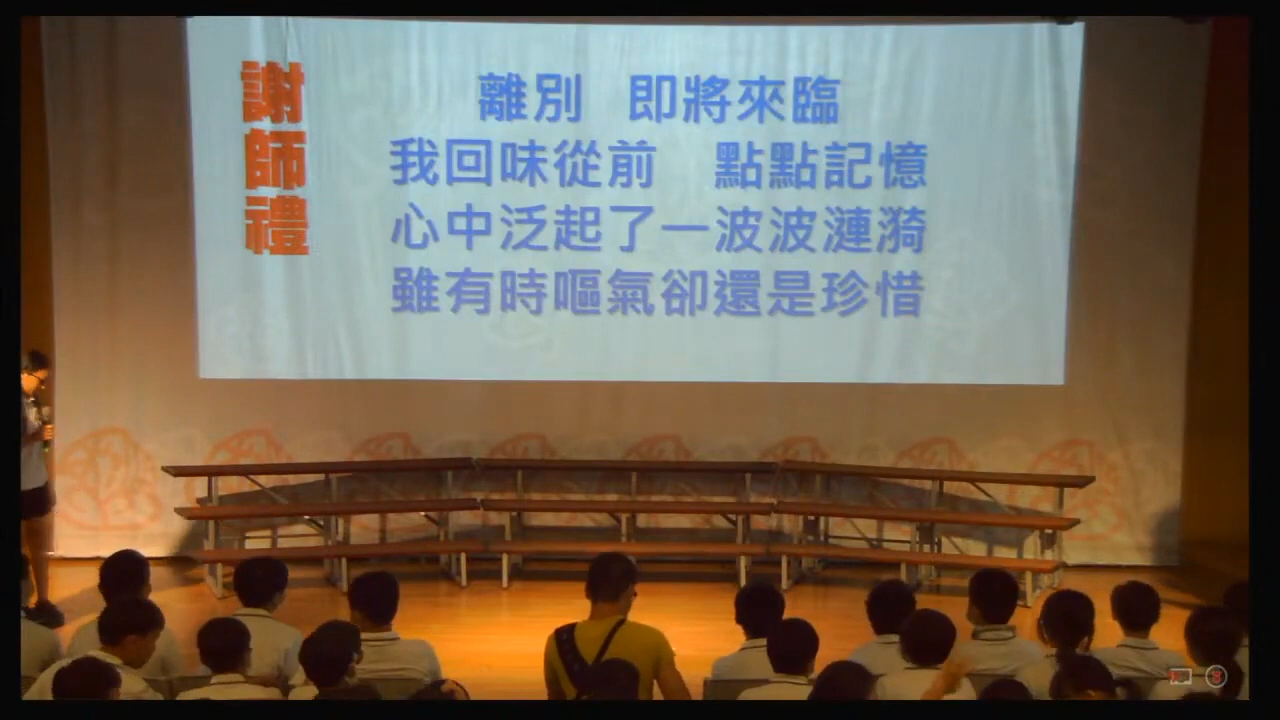 謝師禮
離別 即將來臨
我回味從前 點點記憶
心中泛起了一波波漣漪
雖有時嘔氣卻還是珍惜